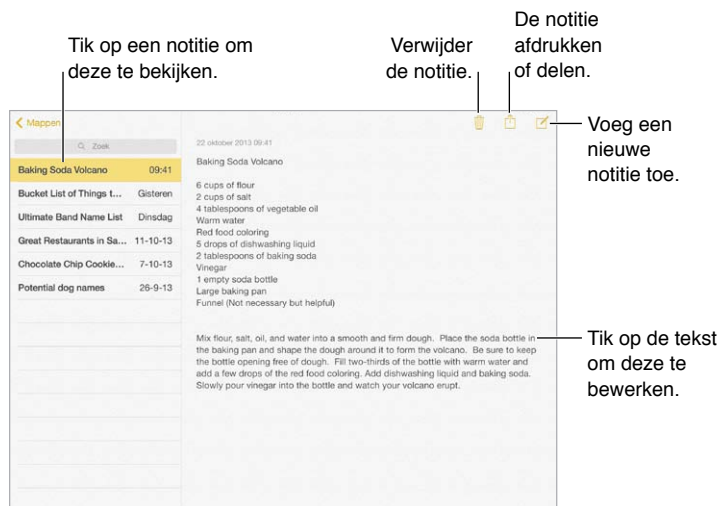 De notitie
afdrukken
of delen.
Tik op een notitie om
deze te bekijken.
Verwijder
de notitie.
Mappen
Zoek
Baking Soda Volcano 09:41
Bucket List of Things t... Gisteren
Ultimate Band Name List Dinsdag
Great Restaurants in Sa... 11-10-13
Chocolate Chip Cookie... 7-10-13
Potential dog names 26-9-13
22 oktober 2013 09:41
Baking Soda Volcano
6 cups of flour
2 cups of salt
4 tablespoons of vegetable oil
Warm water
Red food coloring
5 drops of dishwashing liquid
2 tablespoons of baking soda
Vinegar
1 empty soda bottle
Large baking pan
Funnel (Not necessary but helpful)
Mix flour, salt, oil, and water into a smooth and firm dough. Place the soda bottle in
the baking pan and shape the dough around it to form the volcano. Be sure to keep
the bottle opening free of dough. Fill two-thirds of the bottle with warm water and
add a few drops of the red food coloring. Add dishwashing liquid and baking soda.
Slowly pour vinegar into the bottle and watch your volcano erupt.
Voeg een
nieuwe
notitie toe.
Tik op de tekst
om deze te
bewerken.